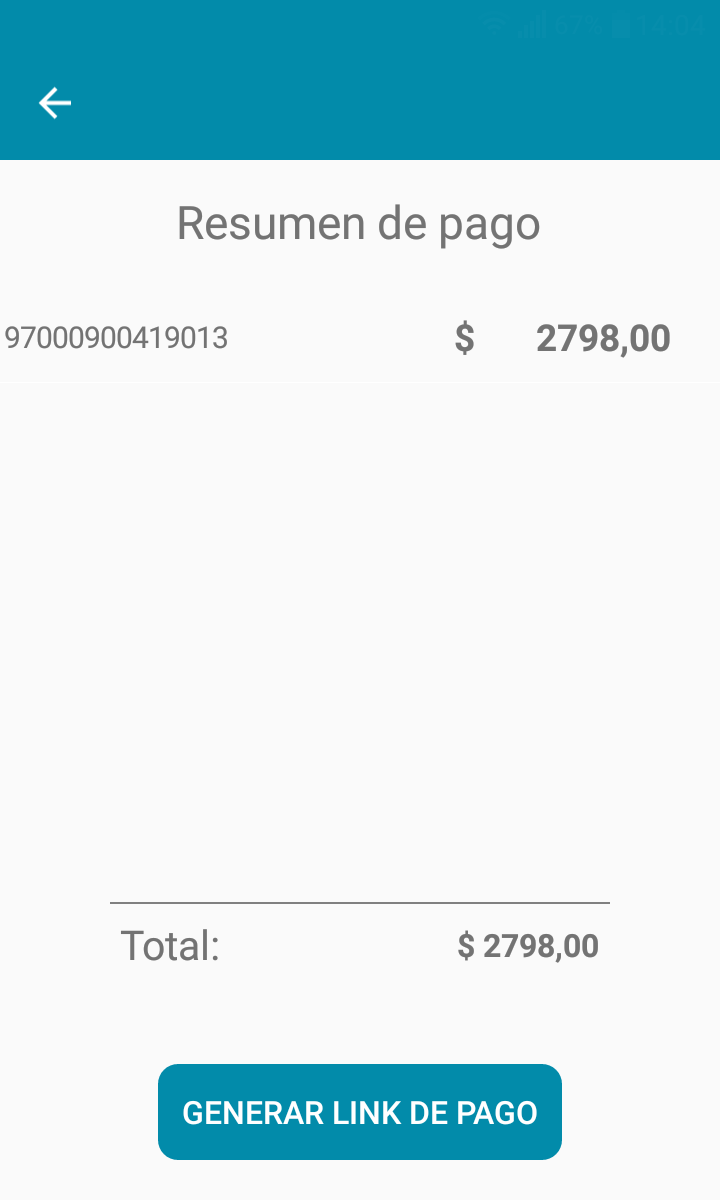 Resumen de pago
97000900419013 $ 2798,00
Total: $ 2798,00
GENERAR LINK DE PAGO